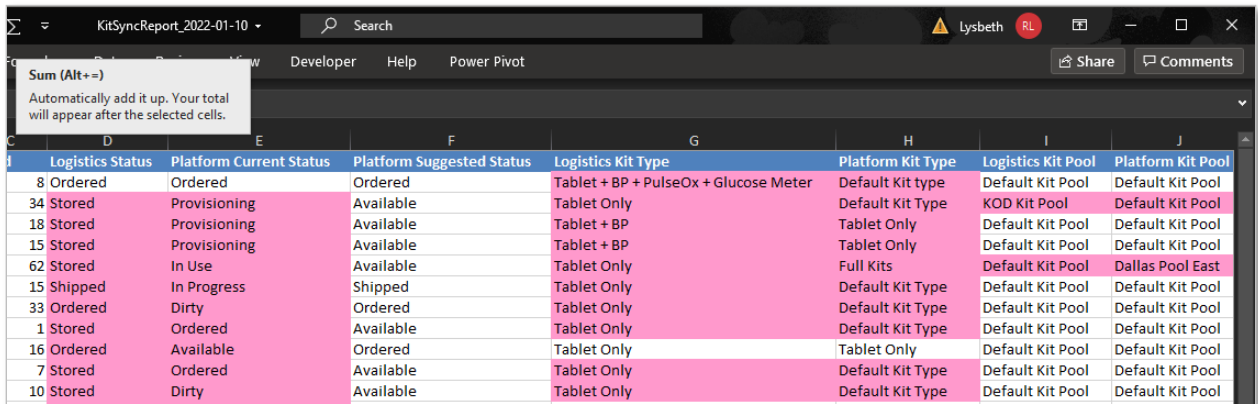 KitSyncReport_2022-01-10
Search
Lysbeth RL
Developer Help Power Pivot Share Comments
Sum (Alt+=)
Automatically add it up. Your total
will appear after the selected cells.
C D E F G H I J
Logistics Status Platform Current Status Platform Suggested Status Logistics Kit Type Platform Kit Type Logistics Kit Pool Platform Kit Pool
8 Ordered Ordered Ordered Tablet + BP + PulseOx + Glucose Meter Default Kit type Default Kit Pool Default Kit Pool
34 Stored Provisioning Available Tablet Only Default Kit Type KOD Kit Pool Default Kit Pool
18 Stored Provisioning Available Tablet + BP Tablet Only Default Kit Pool Default Kit Pool
15 Stored Provisioning Available Tablet + BP Tablet Only Default Kit Pool Default Kit Pool
62 Stored In Use Available Tablet Only Full Kits Default Kit Pool Dallas Pool East
15 Shipped In Progress Shipped Tablet Only Default Kit Type Default Kit Pool Default Kit Pool
33 Ordered Dirty Ordered Tablet Only Default Kit Type Default Kit Pool Default Kit Pool
1 Stored Ordered Available Tablet Only Default Kit Type Default Kit Pool Default Kit Pool
16 Ordered Available Ordered Tablet Only Tablet Only Default Kit Pool Default Kit Pool
7 Stored Ordered Available Tablet Only Default Kit Type Default Kit Pool Default Kit Pool
10 Stored Dirty Available Tablet Only Default Kit Type Default Kit Pool Default Kit Pool